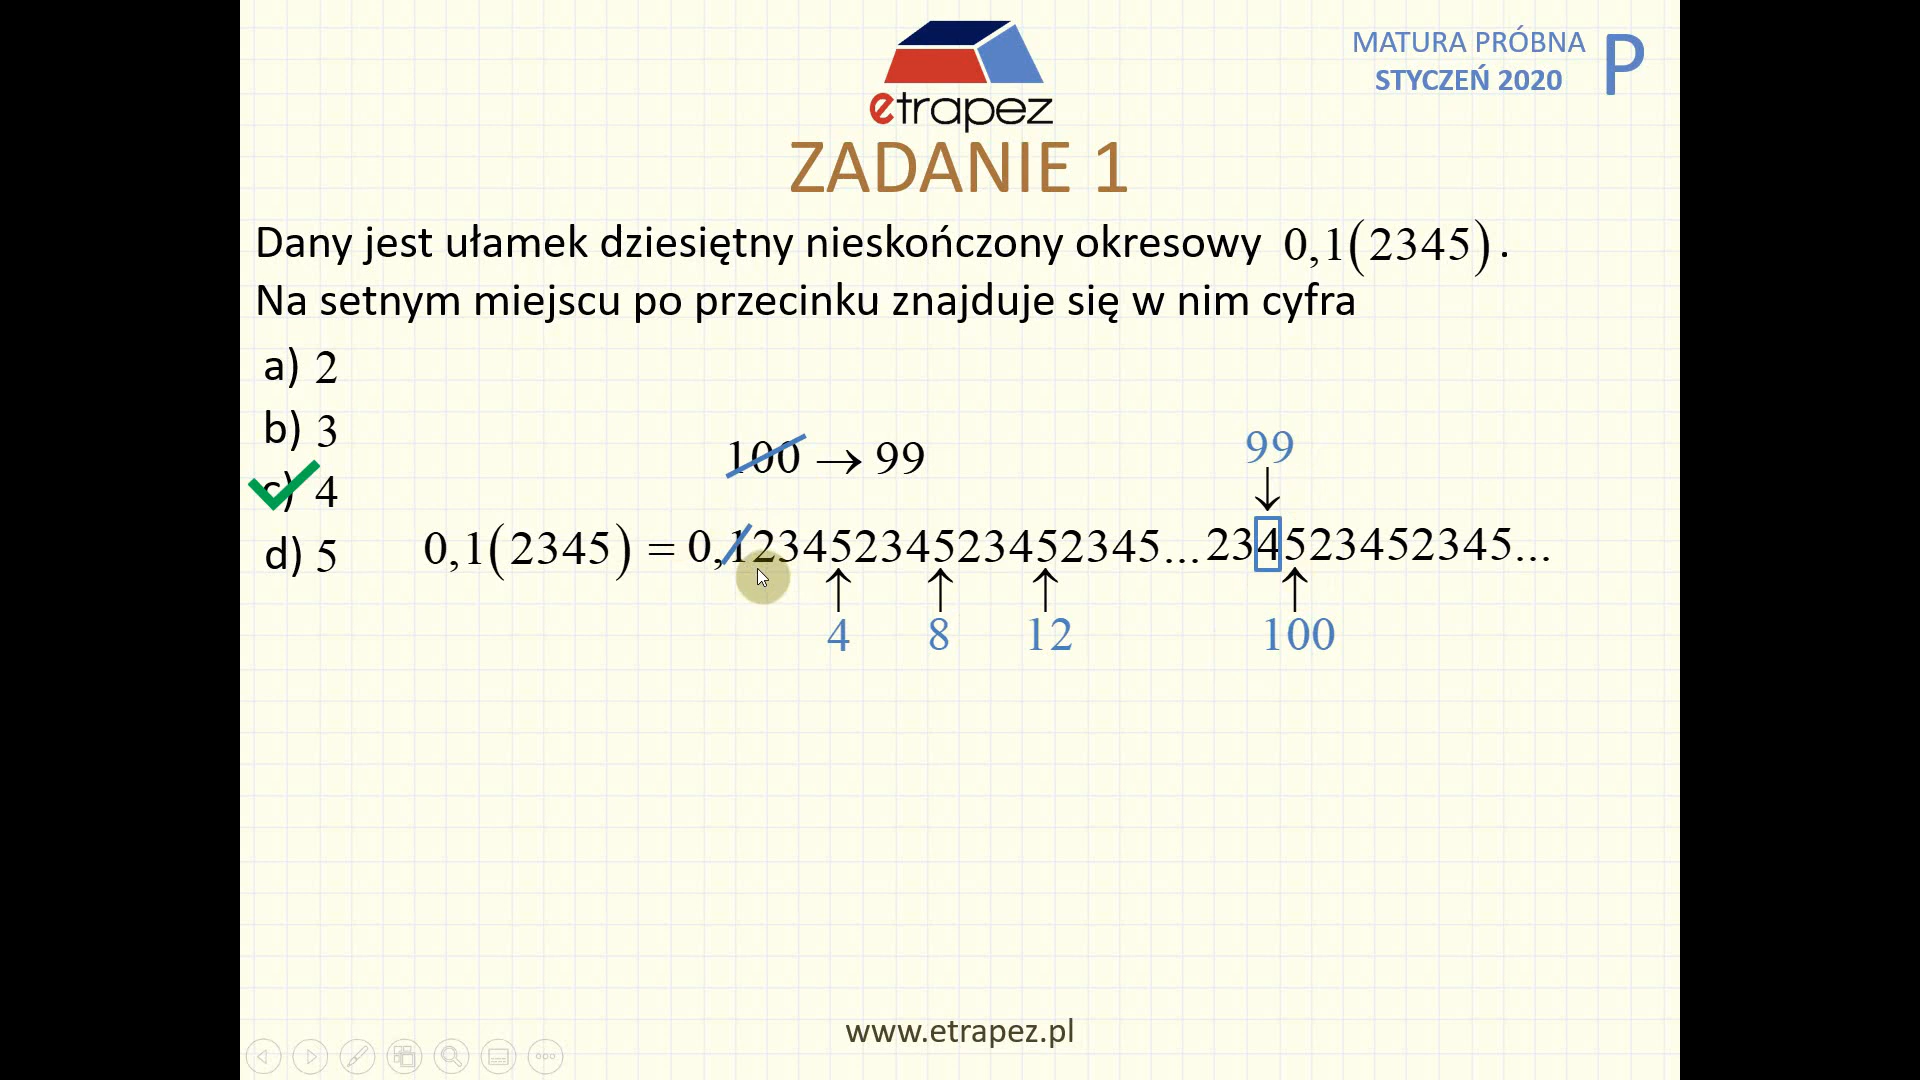 etrapez
MATURA PRÓBNA
STYCZEŃ 2020
P
ZADANIE 1
Dany jest ułamek dziesiętny nieskończony okresowy 0,1(2345).
Na setnym miejscu po przecinku znajduje się w nim cyfra
a) 2
b) 3
c) 4
d) 5
100 → 99
99
↓
0,1(2345) = 0,12345234523452345...234523452345...
↑ ↑ ↑ ↑
4 8 12 100
www.etrapez.pl